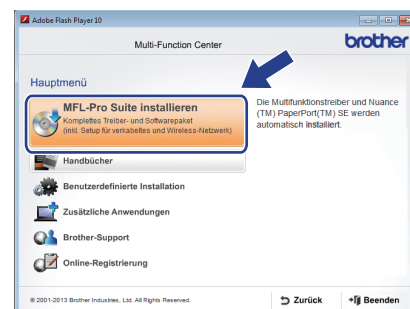 Adobe Flash Player 10
Multi-Function Center
brother
Hauptmenü
MFL-Pro Suite installieren
Komplettes Treiber- und Softwarepaket
(inkl. Setup für verkabeltes und Wireless-Netzwerk)
Die Multifunktionstreiber und Nuance
(TM) PaperPort(TM) SE werden
automatisch installiert.
Handbücher
Benutzerdefinierte Installation
Zusätzliche Anwendungen
Brother-Support
Online-Registrierung
© 2001-2013 Brother Industries, Ltd. All Rights Reserved.
Zurück
Beenden